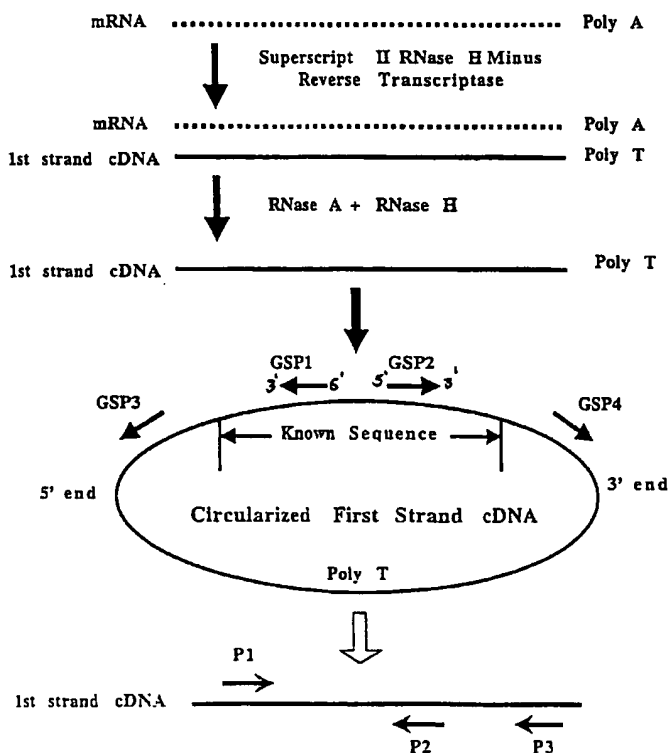 mRNA Poly A
Superscript II RNase H Minus
Reverse Transcriptase
mRNA Poly A
1st strand cDNA Poly T
RNase A + RNase H
1st strand cDNA Poly T
GSP1 GSP2
3' 6' 5' 3'
GSP3 GSP4
Known Sequence
5' end 3' end
Circularized First Strand cDNA
Poly T
P1
1st strand cDNA
P2 P3